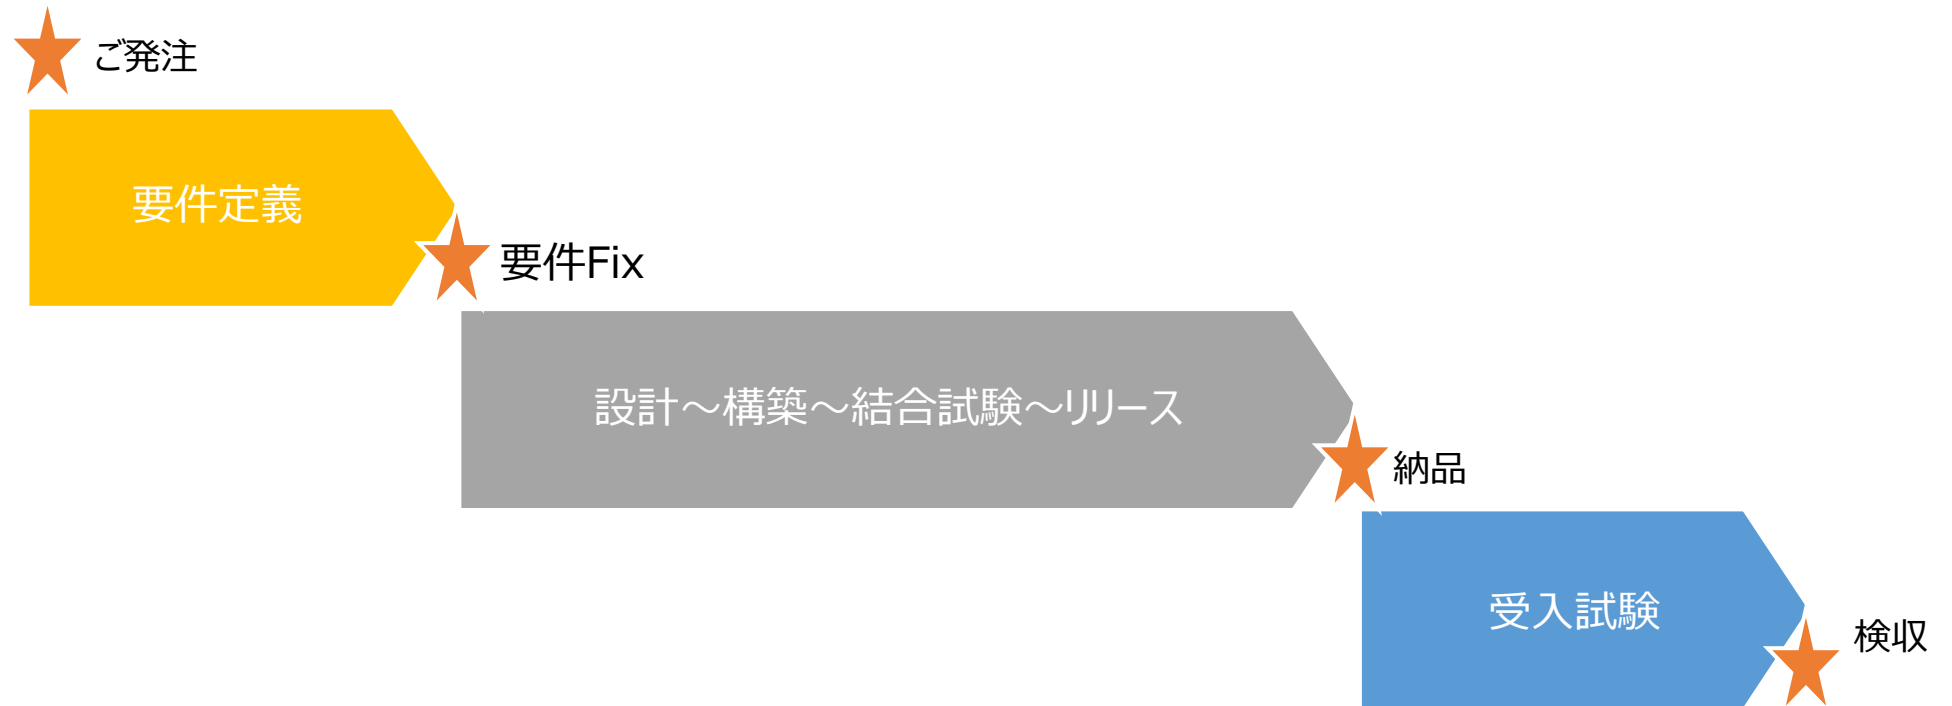 ご発注
要件定義
要件Fix
設計～構築～結合試験～リリース
納品
受入試験
検収